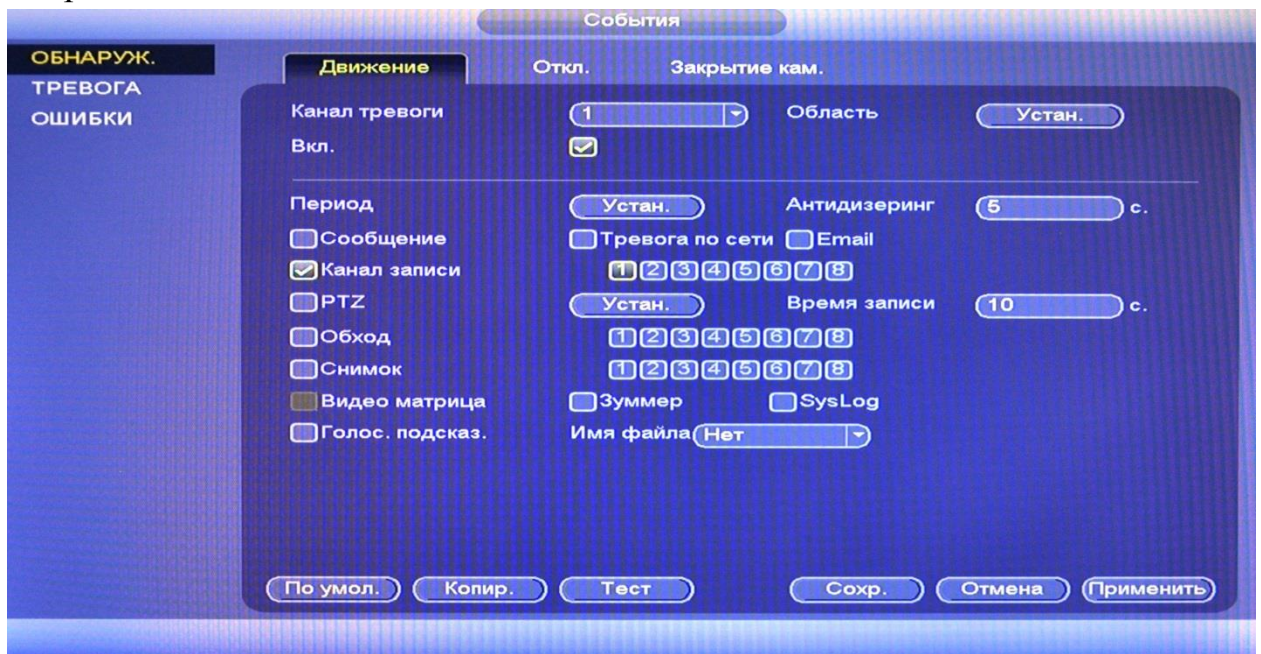 События
ОБНАРУЖ.
ТРЕВОГА
ОШИБКИ
Движение Откл. Закрытие кам.
Канал тревоги 1 Область Устан.
Вкл.
Период Устан. Антидизеринг 5 с.
Сообщение Тревога по сети Email
Канал записи 1 2 3 4 5 6 7 8
PTZ Устан. Время записи 10 с.
Обход 1 2 3 4 5 6 7 8
Снимок 1 2 3 4 5 6 7 8
Видео матрица Зуммер SysLog
Голос. подсказ. Имя файла Нет
По умол. Копир. Тест Сохр. Отмена Применить